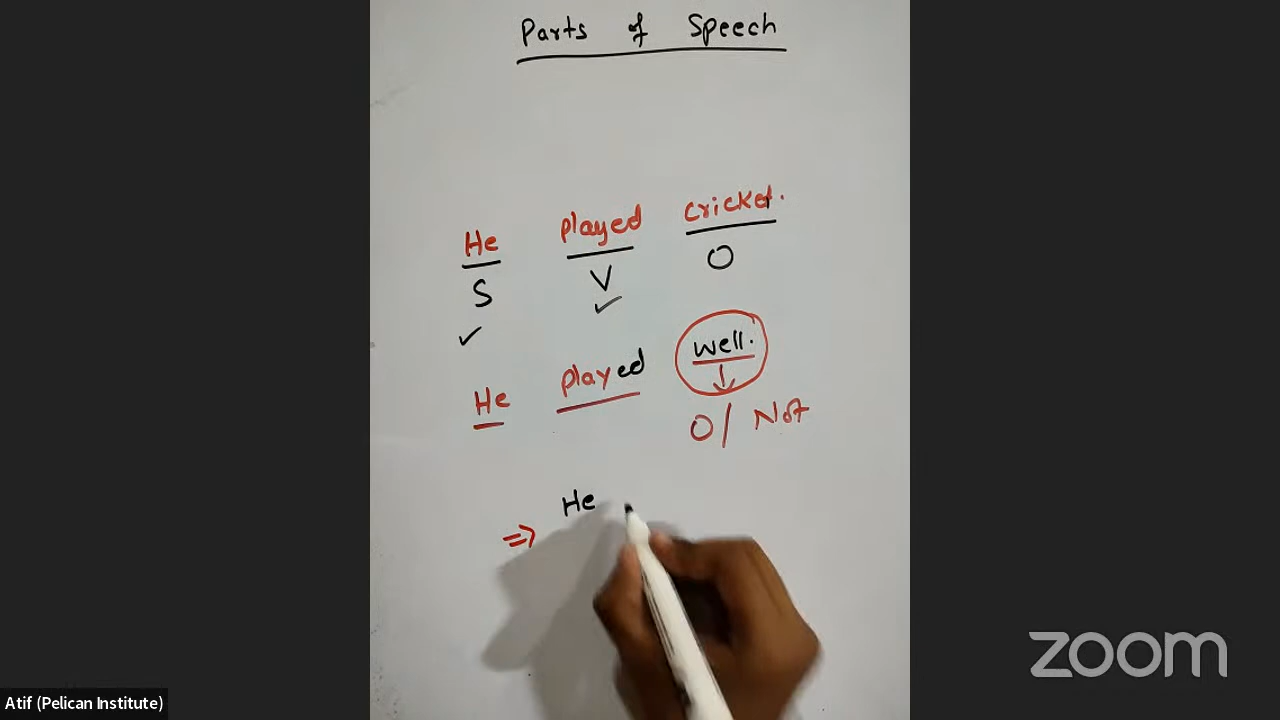 Parts of Speech
He played cricket.
S V O
He played well.
O/ Not
⇒ He
zoom
Atif (Pelican Institute)